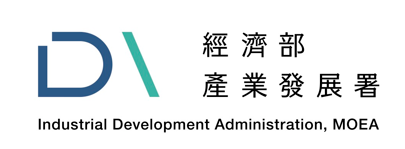 經濟部
產業發展署
Industrial Development Administration, MOEA